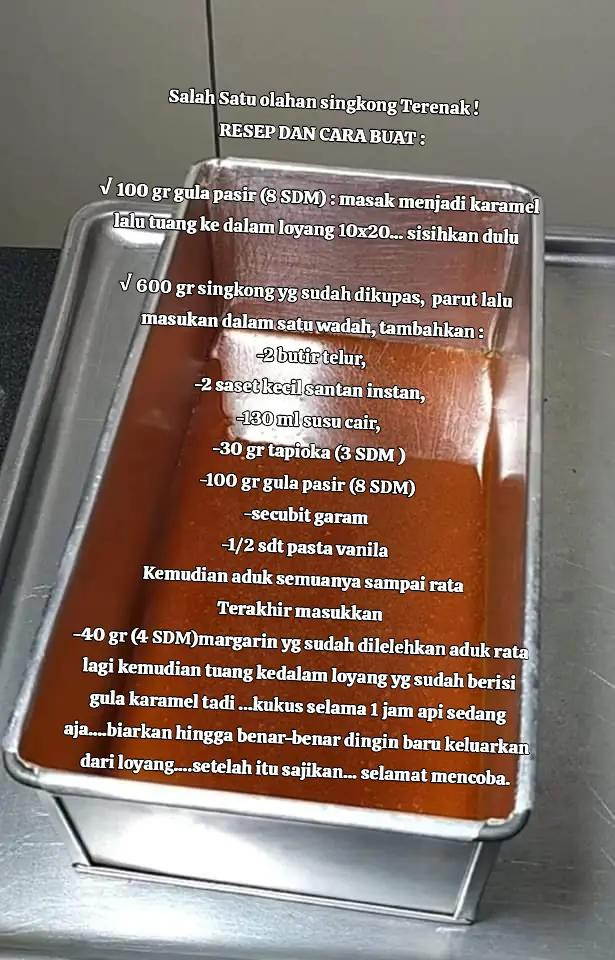 Salah Satu olahan singkong Terenak !
RESEP DAN CARA BUAT :
√ 100 gr gula pasir (8 SDM) : masak menjadi karamel
lalu tuang ke dalam loyang 10x20... sisihkan dulu
√ 600 gr singkong yg sudah dikupas, parut lalu
masukan dalam satu wadah, tambahkan :
-2 butir telur,
-2 saset kecil santan instan,
-130 ml susu cair,
-30 gr tapioka (3 SDM )
-100 gr gula pasir (8 SDM)
-secubit garam
-1/2 sdt pasta vanila
Kemudian aduk semuanya sampai rata
Terakhir masukkan
-40 gr (4 SDM)margarin yg sudah dilelehkan aduk rata
lagi kemudian tuang kedalam loyang yg sudah berisi
gula karamel tadi ...kukus selama 1 jam api sedang
aja....biarkan hingga benar-benar dingin baru keluarkan
dari loyang....setelah itu sajikan... selamat mencoba.